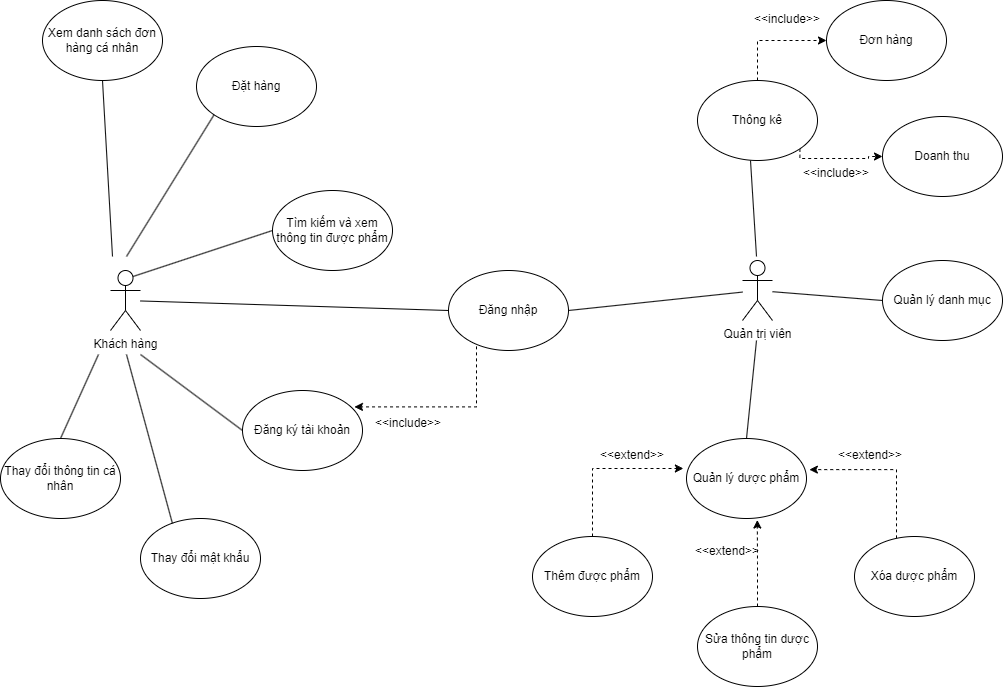 Xem danh sách đơn
hàng cá nhân
Đặt hàng
Tìm kiếm và xem
thông tin được phẩm
Khách hàng
Đăng nhập
Đăng ký tài khoản
<<include>>
Thay đổi thông tin cá
nhân
Thay đổi mật khẩu
<<include>>
Đơn hàng
Thông kê
<<include>>
Doanh thu
Quản trị viên
Quản lý danh mục
Quản lý dược phẩm
<<extend>>
<<extend>>
<<extend>>
Thêm được phẩm
Sửa thông tin dược
phẩm
Xóa dược phẩm